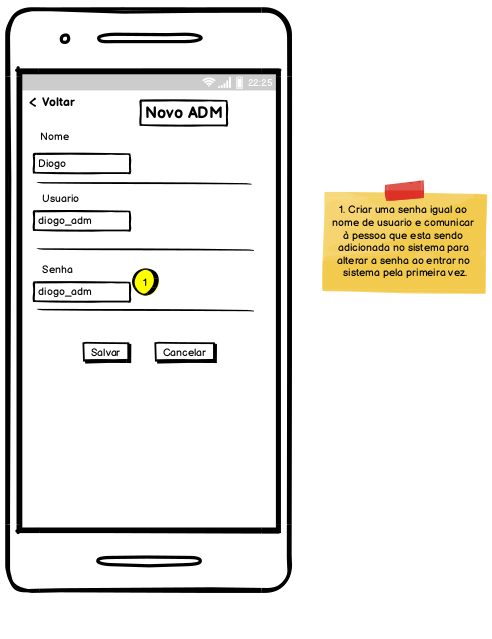 22:25
< Voltar
Novo ADM
Nome
Diogo
Usuario
diogo_adm
Senha
diogo_adm
1
Salvar
Cancelar
1. Criar uma senha igual ao
nome de usuario e comunicar
à pessoa que esta sendo
adicionada no sistema para
alterar a senha ao entrar no
sistema pela primeira vez.